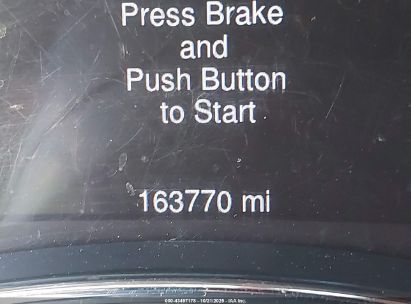 Press Brake
and
Push Button
to Start
163770 mi